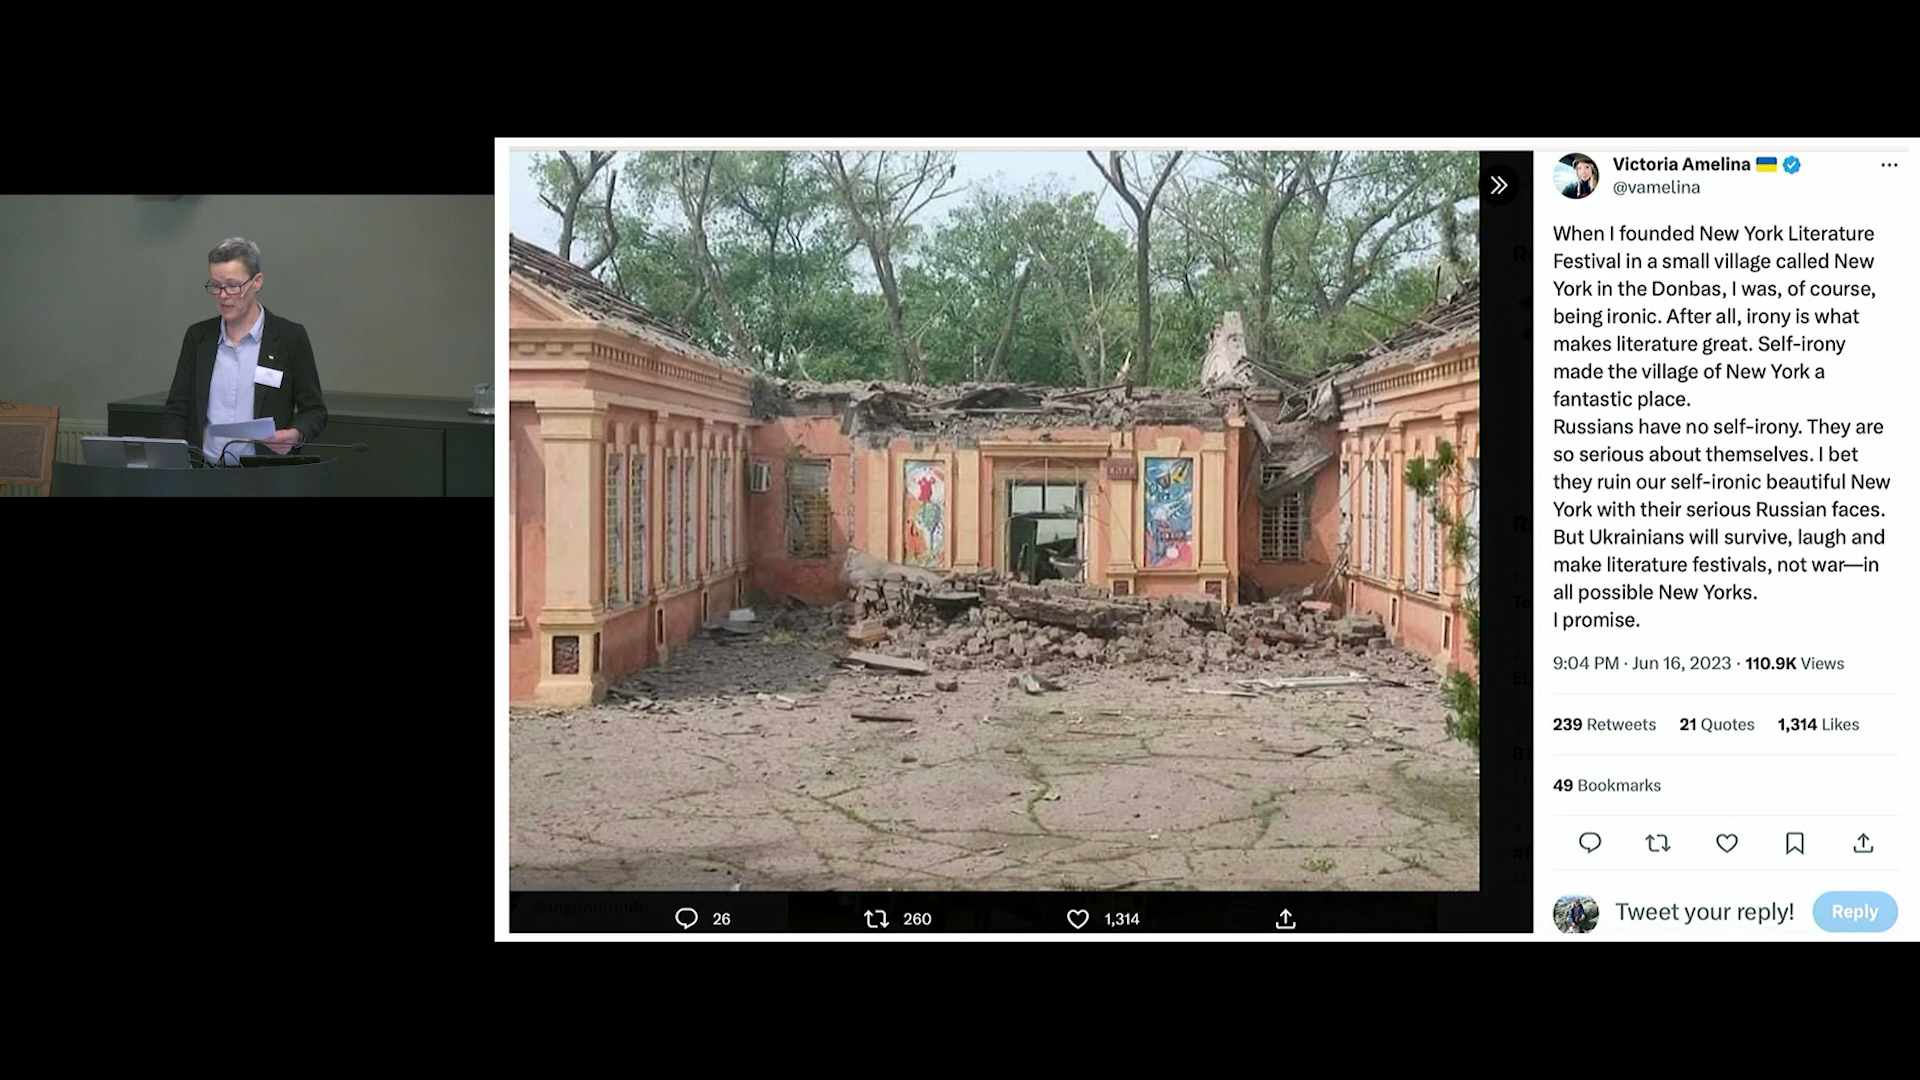 Victoria Amelina
@vamelina
When I founded New York Literature
Festival in a small village called New
York in the Donbas, I was, of course,
being ironic. After all, irony is what
makes literature great. Self-irony
made the village of New York a
fantastic place.
Russians have no self-irony. They are
so serious about themselves. I bet
they ruin our self-ironic beautiful New
York with their serious Russian faces.
But Ukrainians will survive, laugh and
make literature festivals, not war—in
all possible New Yorks.
I promise.
9:04 PM · Jun 16, 2023 · 110.9K Views
239 Retweets 21 Quotes 1,314 Likes
49 Bookmarks
Tweet your reply! Reply
26 260 1,314